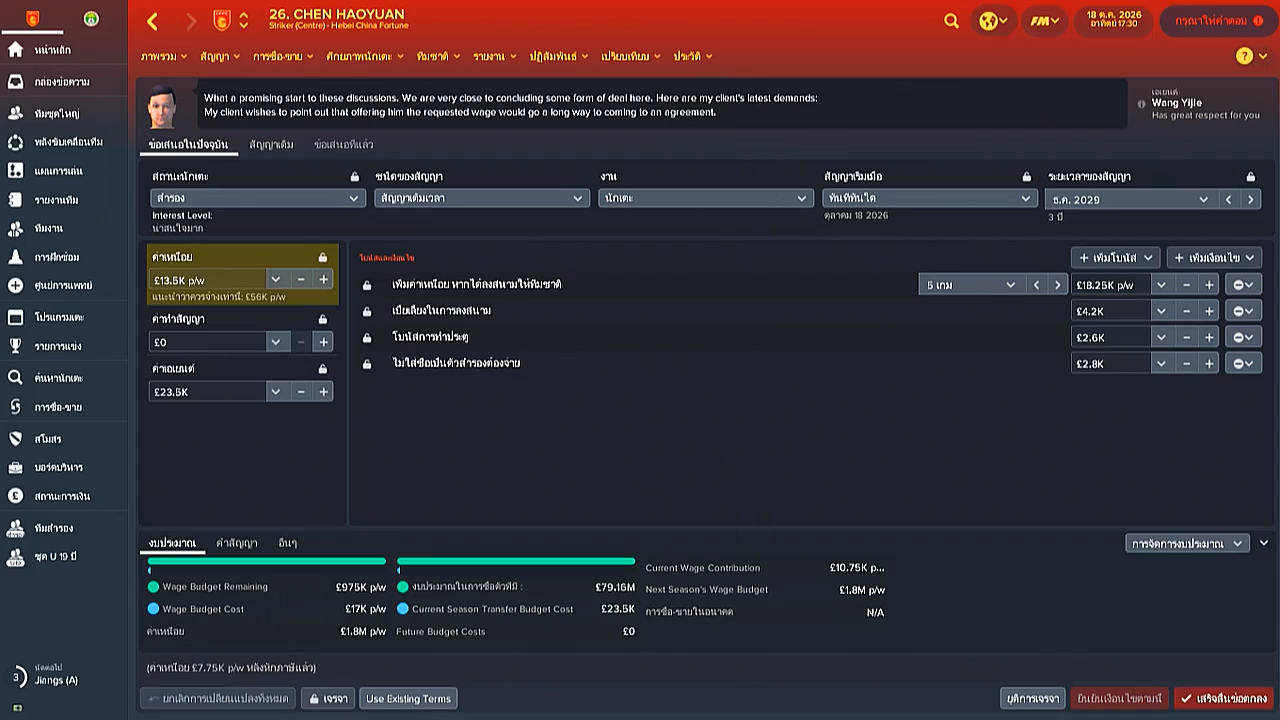 26. CHEN HAOYUAN
Striker (Centre) - Hebei China Fortune
FM
18 ต.ค. 2026
อาทิตย์ 17:30
กรุณาให้คำตอบ
ภาพรวม
สัญญา
การซื้อ-ขาย
ศักยภาพนักเตะ
ทีมชาติ
รายงาน
ปฏิสัมพันธ์
เปรียบเทียบ
ประวัติ
?
หน้าหลัก
กล่องข้อความ
ทีมชุดใหญ่
พลังขับเคลื่อนทีม
แผนการเล่น
รายงานทีม
ทีมงาน
การฝึกซ้อม
ศูนย์การแพทย์
โปรแกรมเตะ
รายการแข่ง
ค้นหานักเตะ
การซื้อ-ขาย
สโมสร
บอร์ดบริหาร
สถานะการเงิน
ทีมสำรอง
ชุด U 19 ปี
3
นัดต่อไป
Jiangs (A)
What a promising start to these discussions. We are very close to concluding some form of deal here. Here are my client's latest demands:
My client wishes to point out that offering him the requested wage would go a long way to coming to an agreement.
เอเยนต์
Wang Yijie
Has great respect for you
ข้อเสนอในปัจจุบัน
สัญญาเดิม
ข้อเสนอที่แล้ว
สถานะนักเตะ
ชนิดของสัญญา
งาน
สัญญาเริ่มเมื่อ
ระยะเวลาของสัญญา
สำรอง
สัญญาเต็มเวลา
นักเตะ
ทันทีทันใด
ธ.ค. 2029
Interest Level:
น่าสนใจมาก
ตุลาคม 18 2026
3 ปี
ค่าเหนื่อย
£13.5K p/w
แนะนำว่าควรจ้างเท่านี้: £56K p/w
ค่าทำสัญญา
£0
ค่าเอเยนต์
£23.5K
โบนัสและเงื่อนไข
เพิ่มโบนัส
เพิ่มเงื่อนไข
เพิ่มค่าเหนื่อย หากได้ลงสนามให้ทีมชาติ
5 เกม
£18.25K p/w
เบี้ยเลี้ยงในการลงสนาม
£4.2K
โบนัสการทำประตู
£2.6K
ไม่ใส่ชื่อเป็นตัวสำรองต้องจ่าย
£2.8K
งบประมาณ
คำสัญญา
อื่นๆ
การจัดการงบประมาณ
Wage Budget Remaining £975K p/w
Wage Budget Cost £17K p/w
ค่าเหนื่อย £1.8M p/w
งบประมาณในการซื้อตัวที่มี : £79.16M
Current Season Transfer Budget Cost £23.5K
Future Budget Costs £0
Current Wage Contribution £10.75K p...
Next Season's Wage Budget £1.8M p/w
การซื้อ-ขายในอนาคต N/A
(ค่าเหนื่อย £7.75K p/w หลังหักภาษีแล้ว)
ยกเลิกการเปลี่ยนแปลงทั้งหมด
เจรจา
Use Existing Terms
ยุติการเจรจา
ยืนยันเงื่อนไขตามนี้
เสร็จสิ้นข้อตกลง